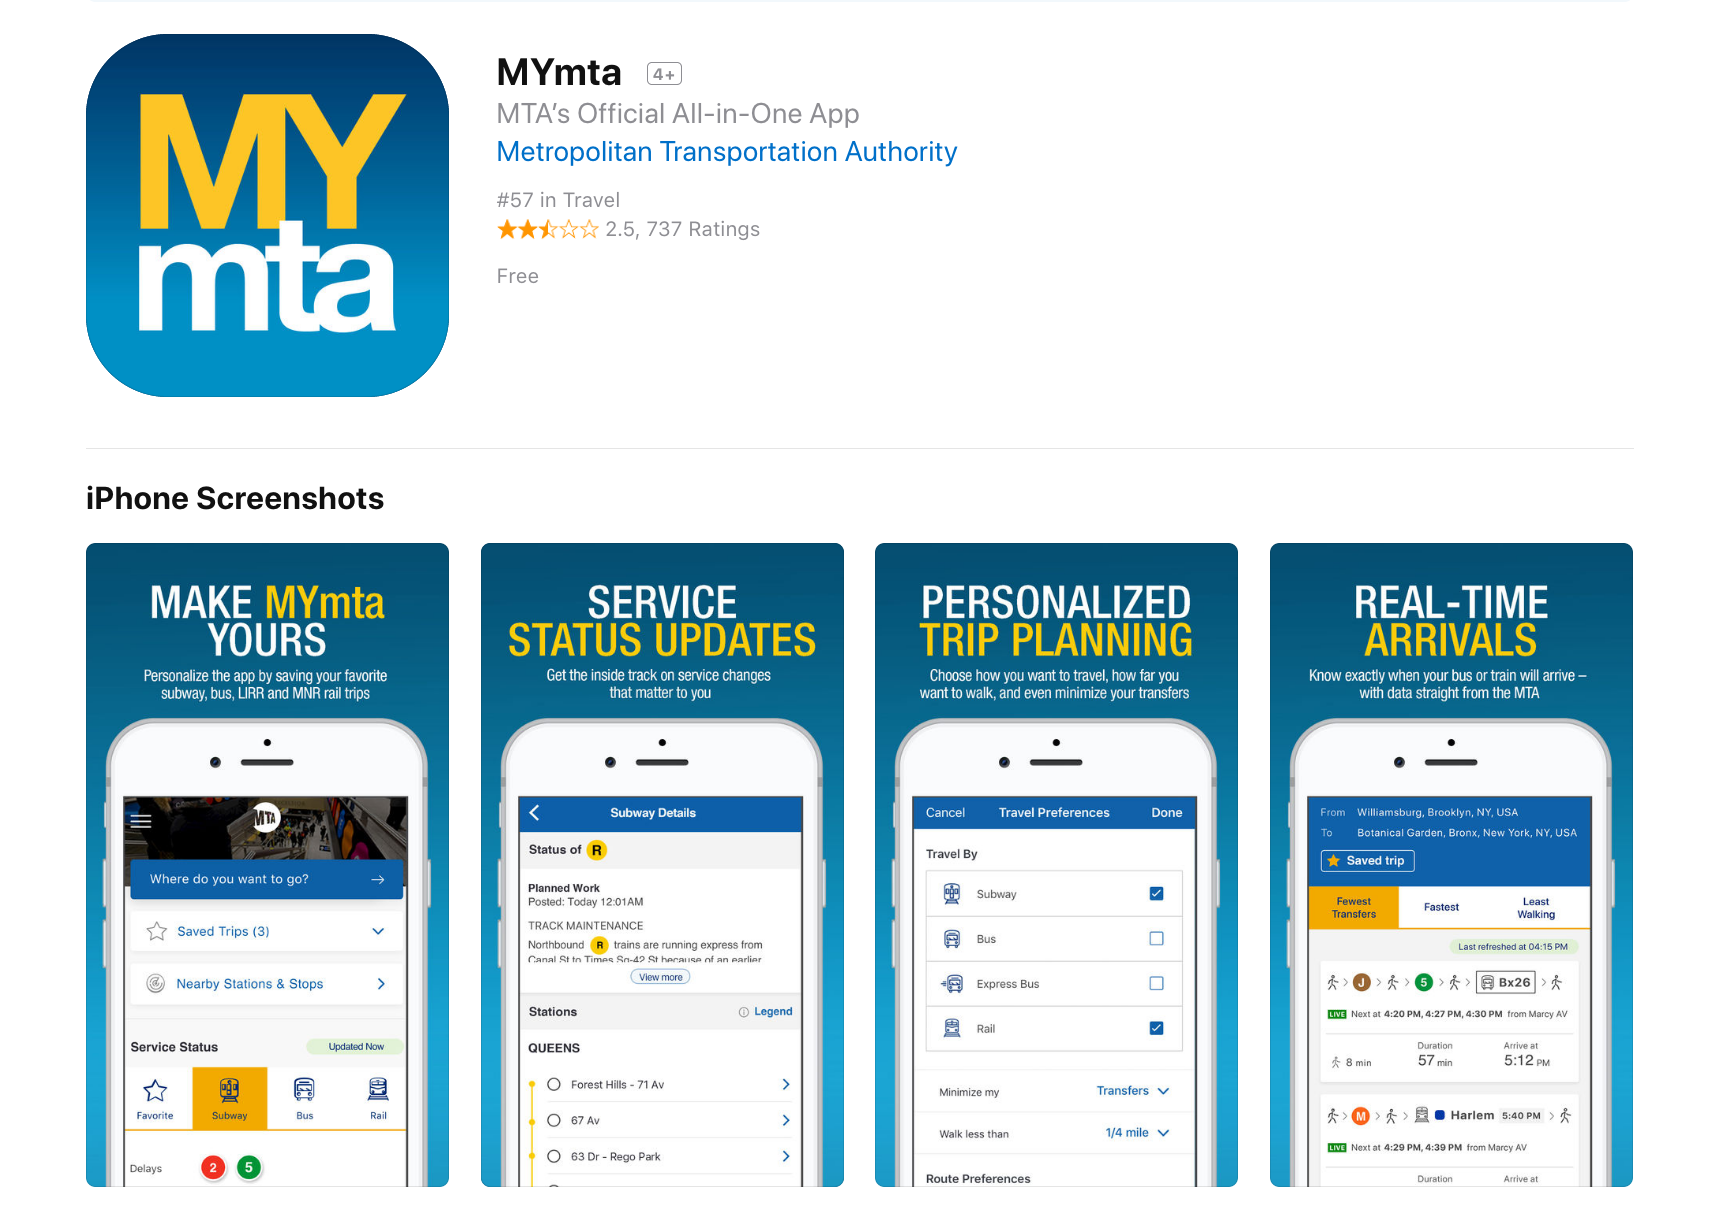 MY
mta
MYmta 4+
MTA’s Official All-in-One App
Metropolitan Transportation Authority
#57 in Travel
2.5, 737 Ratings
Free
iPhone Screenshots
MAKE MYmta
YOURS
Personalize the app by saving your favorite
subway, bus, LIRR and MNR rail trips
MTA
Where do you want to go?
Saved Trips (3)
Nearby Stations & Stops
Service Status Updated Now
Favorite Subway Bus Rail
Delays 2 5
SERVICE
STATUS UPDATES
Get the inside track on service changes
that matter to you
Subway Details
Status of R
Planned Work
Posted: Today 12:01AM
TRACK MAINTENANCE
Northbound R trains are running express from
Canal St to Times Sq-42 St because of an earlier
View more
Stations Legend
QUEENS
Forest Hills - 71 Av
67 Av
63 Dr - Rego Park
PERSONALIZED
TRIP PLANNING
Choose how you want to travel, how far you
want to walk, and even minimize your transfers
Cancel Travel Preferences Done
Travel By
Subway
Bus
Express Bus
Rail
Minimize my Transfers
Walk less than 1/4 mile
Route Preferences
REAL-TIME
ARRIVALS
Know exactly when your bus or train will arrive –
with data straight from the MTA
From Williamsburg, Brooklyn, NY, USA
To Botanical Garden, Bronx, New York, NY, USA
Saved trip
Fewest
Transfers
Fastest
Least
Walking
Last refreshed at 04:15 PM
J 5 Bx26
LIVE Next at 4:20 PM, 4:27 PM, 4:30 PM from Marcy AV
Duration Arrive at
8 min 57 min 5:12 PM
M Harlem 5:40 PM
LIVE Next at 4:29 PM, 4:39 PM from Marcy AV
Duration Arrive at